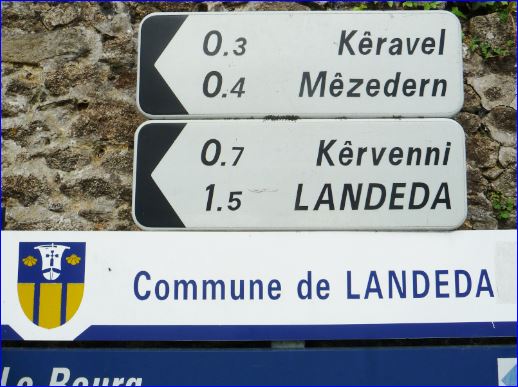 0.3 Kêravel
0.4 Mêzedern
0.7 Kêrvenni
1.5 LANDEDA
Commune de LANDEDA
Le Bourg